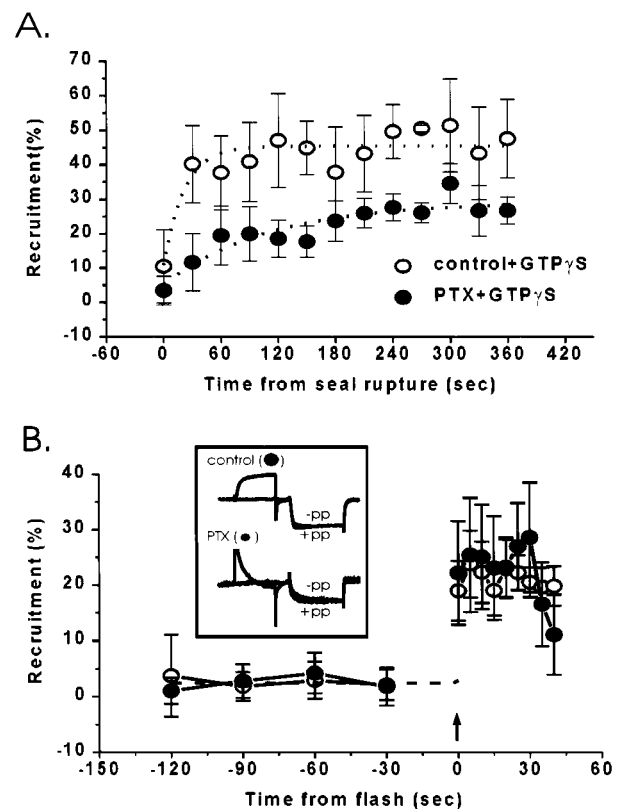 A.
70
60
50
40
30
20
10
0
-10
Recruitment(%)
control+GTPγS
PTX+GTPγS
-60 0 60 120 180 240 300 360 420
Time from seal rupture (sec)
B.
40
30
20
10
0
-10
Recruitment (%)
control (●)
-pp
+pp
PTX (●)
-pp
+pp
-150 -120 -90 -60 -30 0 30 60
Time from flash (sec)